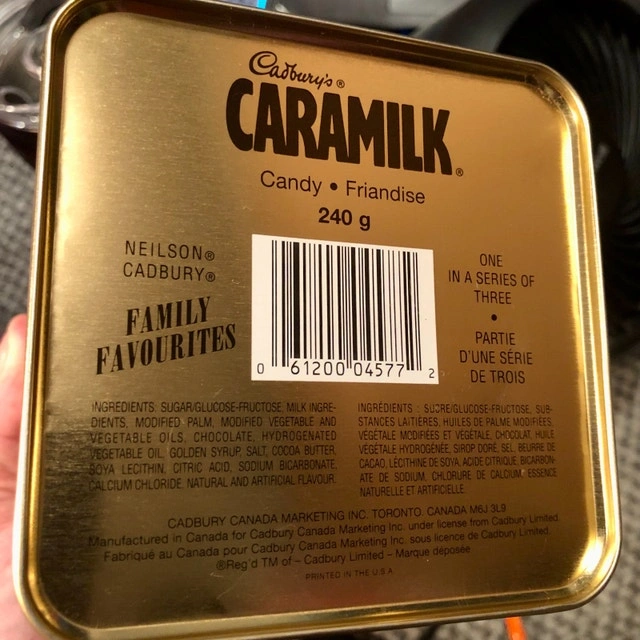 Cadbury's®
CARAMILK®
Candy • Friandise
240 g
NEILSON®
CADBURY®
FAMILY
FAVOURITES
0 61200 04577 2
ONE
IN A SERIES OF
THREE
•
PARTIE
D'UNE SÉRIE
DE TROIS
INGREDIENTS: SUGAR/GLUCOSE-FRUCTOSE, MILK INGRE-
DIENTS, MODIFIED PALM, MODIFIED VEGETABLE AND
VEGETABLE OILS, CHOCOLATE, HYDROGENATED
VEGETABLE OIL, GOLDEN SYRUP, SALT, COCOA BUTTER,
SOYA LECITHIN, CITRIC ACID, SODIUM BICARBONATE,
CALCIUM CHLORIDE, NATURAL AND ARTIFICIAL FLAVOUR.
INGRÉDIENTS : SUCRE/GLUCOSE-FRUCTOSE, SUB-
STANCES LAITIÈRES, HUILES DE PALME MODIFIÉES,
VÉGÉTALE MODIFIÉES ET VÉGÉTALE, CHOCOLAT, HUILE
VÉGÉTALE HYDROGÉNÉE, SIROP DORÉ, SEL, BEURRE DE
CACAO, LÉCITHINE DE SOYA, ACIDE CITRIQUE, BICARBON-
ATE DE SODIUM, CHLORURE DE CALCIUM, ESSENCE
NATURELLE ET ARTIFICIELLE.
CADBURY CANADA MARKETING INC. TORONTO, CANADA M6J 3L9
Manufactured in Canada for Cadbury Canada Marketing Inc. under license from Cadbury Limited.
Fabriqué au Canada pour Cadbury Canada Marketing Inc. sous licence de Cadbury Limited.
®Reg'd TM of – Cadbury Limited – Marque déposée
PRINTED IN THE U.S.A.